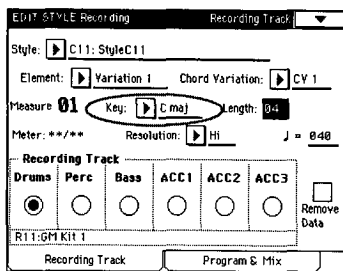 EDIT STYLE Recording Recording Track
Style: C11: StyleC11
Element: Variation 1 Chord Variation: CV 1
Measure 01 Key: C maj Length: 04
Meter: **/** Resolution: Hi ♩ = 040
Recording Track
Drums Perc Bass ACC1 ACC2 ACC3
Remove
Data
R11:GM Kit 1
Recording Track Program & Mix